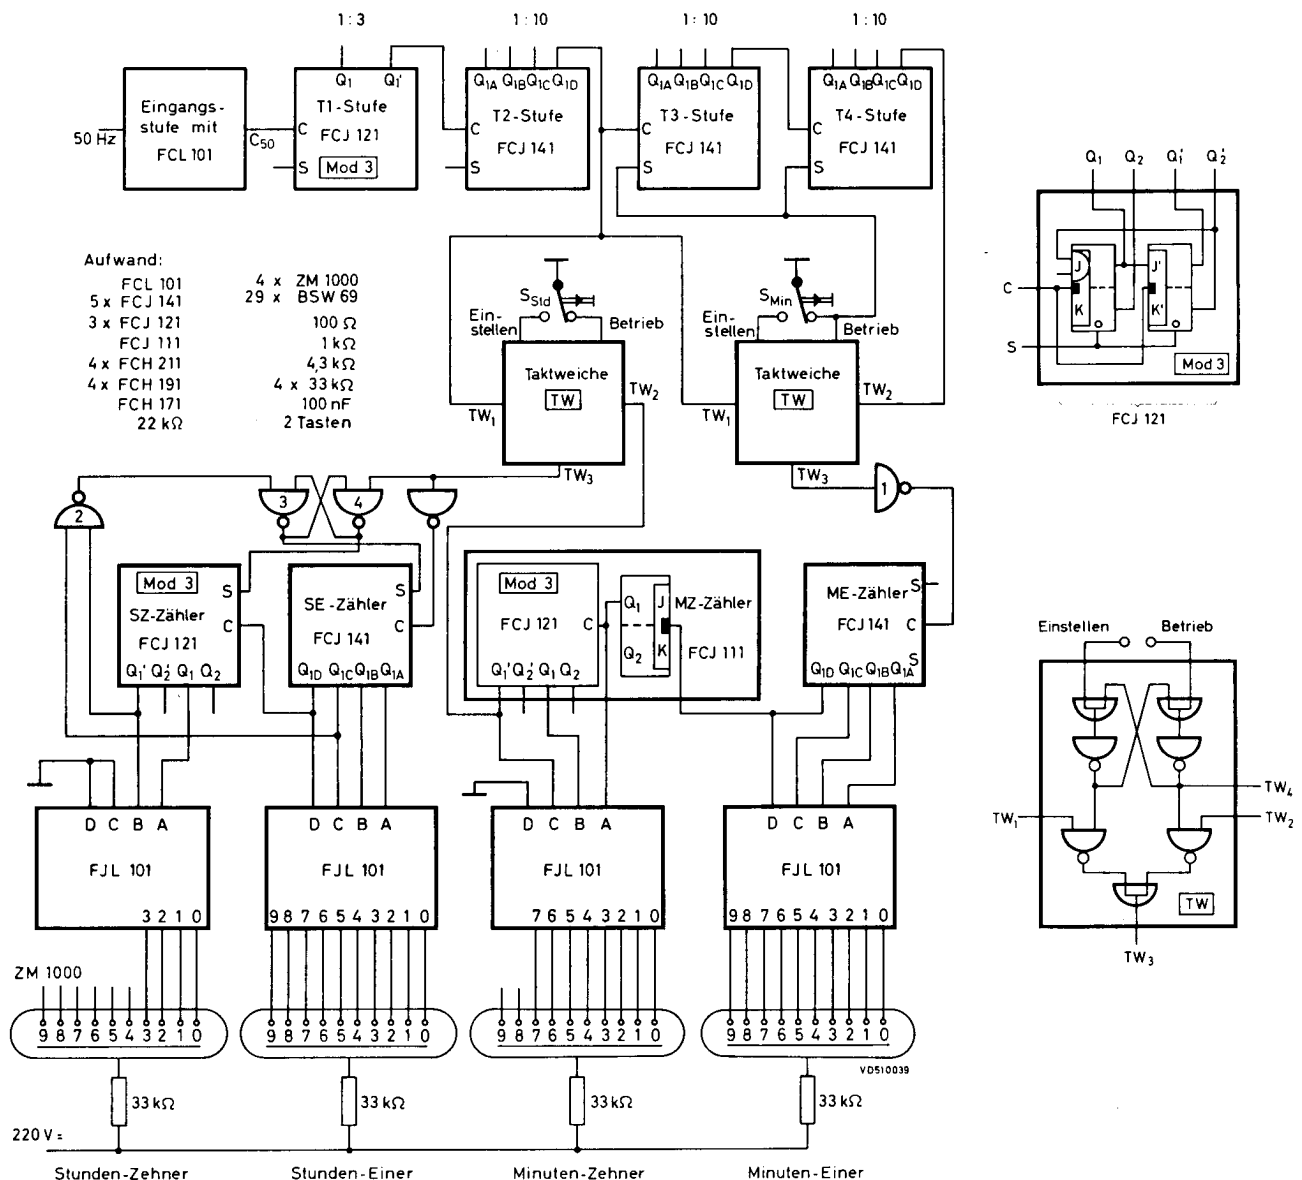 1 : 3 1 : 10 1 : 10 1 : 10
Q1 Q1' Q1A Q1B Q1C Q1D Q1A Q1B Q1C Q1D Q1A Q1B Q1C Q1D
Eingangs-
stufe mit
FCL 101
50 Hz
C50
T1-Stufe
FCJ 121
Mod 3
C
S
T2-Stufe
FCJ 141
C
S
T3-Stufe
FCJ 141
C
S
T4-Stufe
FCJ 141
C
S
Q1 Q2 Q1' Q2'
C
S
J
K
J'
K'
Mod 3
FCJ 121
Aufwand:
FCL 101
5 x FCJ 141
3 x FCJ 121
FCJ 111
4 x FCH 211
4 x FCH 191
FCH 171
22 kΩ
4 x ZM 1000
29 x BSW 69
100 Ω
1 kΩ
4,3 kΩ
4 x 33 kΩ
100 nF
2 Tasten
SStd
Ein-
stellen
Betrieb
Taktweiche
TW
TW1
TW2
TW3
SMin
Ein-
stellen
Betrieb
Taktweiche
TW
TW1
TW2
TW3
2
3
4
1
Mod 3
SZ-Zähler
FCJ 121
S
C
Q1' Q2' Q1 Q2
SE-Zähler
FCJ 141
S
C
Q1D Q1C Q1B Q1A
Mod 3
FCJ 121
C
Q1' Q2' Q1 Q2
Q1
Q2
J
K
MZ-Zähler
FCJ 111
ME-Zähler
FCJ 141
S
C
S
Q1D Q1C Q1B Q1A
Einstellen Betrieb
TW1
TW4
TW2
TW
TW3
D C B A
FJL 101
3 2 1 0
D C B A
FJL 101
9 8 7 6 5 4 3 2 1 0
D C B A
FJL 101
7 6 5 4 3 2 1 0
D C B A
FJL 101
9 8 7 6 5 4 3 2 1 0
ZM 1000
9 8 7 6 5 4 3 2 1 0
9 8 7 6 5 4 3 2 1 0
9 8 7 6 5 4 3 2 1 0
9 8 7 6 5 4 3 2 1 0
VD510039
33 kΩ 33 kΩ 33 kΩ 33 kΩ
220 V =
Stunden-Zehner Stunden-Einer Minuten-Zehner Minuten-Einer